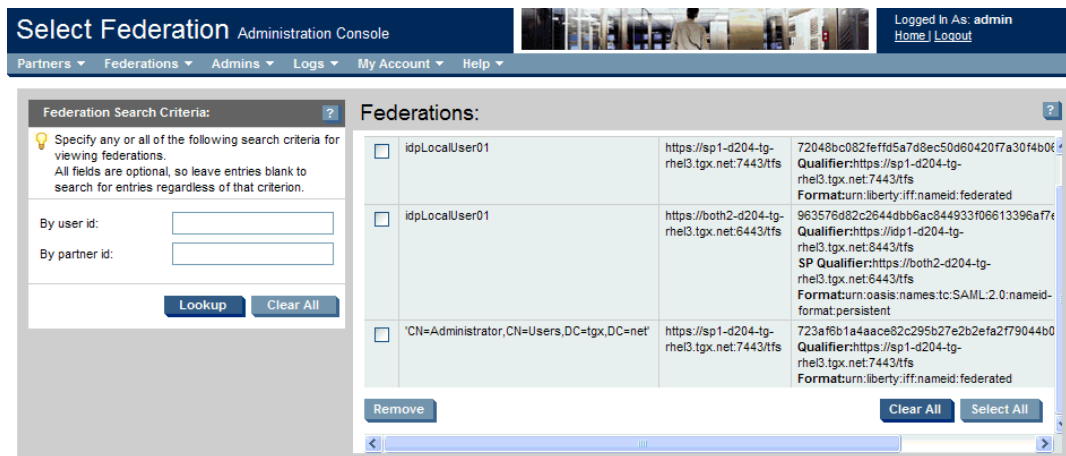 Select Federation Administration Console
Logged In As: admin
Home | Logout
Partners Federations Admins Logs My Account Help
Federation Search Criteria: ?
Specify any or all of the following search criteria for
viewing federations.
All fields are optional, so leave entries blank to
search for entries regardless of that criterion.
By user id:
By partner id:
Lookup Clear All
Federations: ?
idpLocalUser01 https://sp1-d204-tg- 72048bc082feffd5a7d8ec50d60420f7a30f4b06
rhel3.tgx.net:7443/tfs Qualifier:https://sp1-d204-tg-
rhel3.tgx.net:7443/tfs
Format:urn:liberty:iff:nameid:federated
idpLocalUser01 https://both2-d204-tg- 963576d82c2644dbb6ac844933f06613396af7e
rhel3.tgx.net:6443/tfs Qualifier:https://idp1-d204-tg-
rhel3.tgx.net:8443/tfs
SP Qualifier:https://both2-d204-tg-
rhel3.tgx.net:6443/tfs
Format:urn:oasis:names:tc:SAML:2.0:nameid-
format:persistent
'CN=Administrator,CN=Users,DC=tgx,DC=net' https://sp1-d204-tg- 723af6b1a4aace82c295b27e2b2efa2f79044b0
rhel3.tgx.net:7443/tfs Qualifier:https://sp1-d204-tg-
rhel3.tgx.net:7443/tfs
Format:urn:liberty:iff:nameid:federated
Remove Clear All Select All